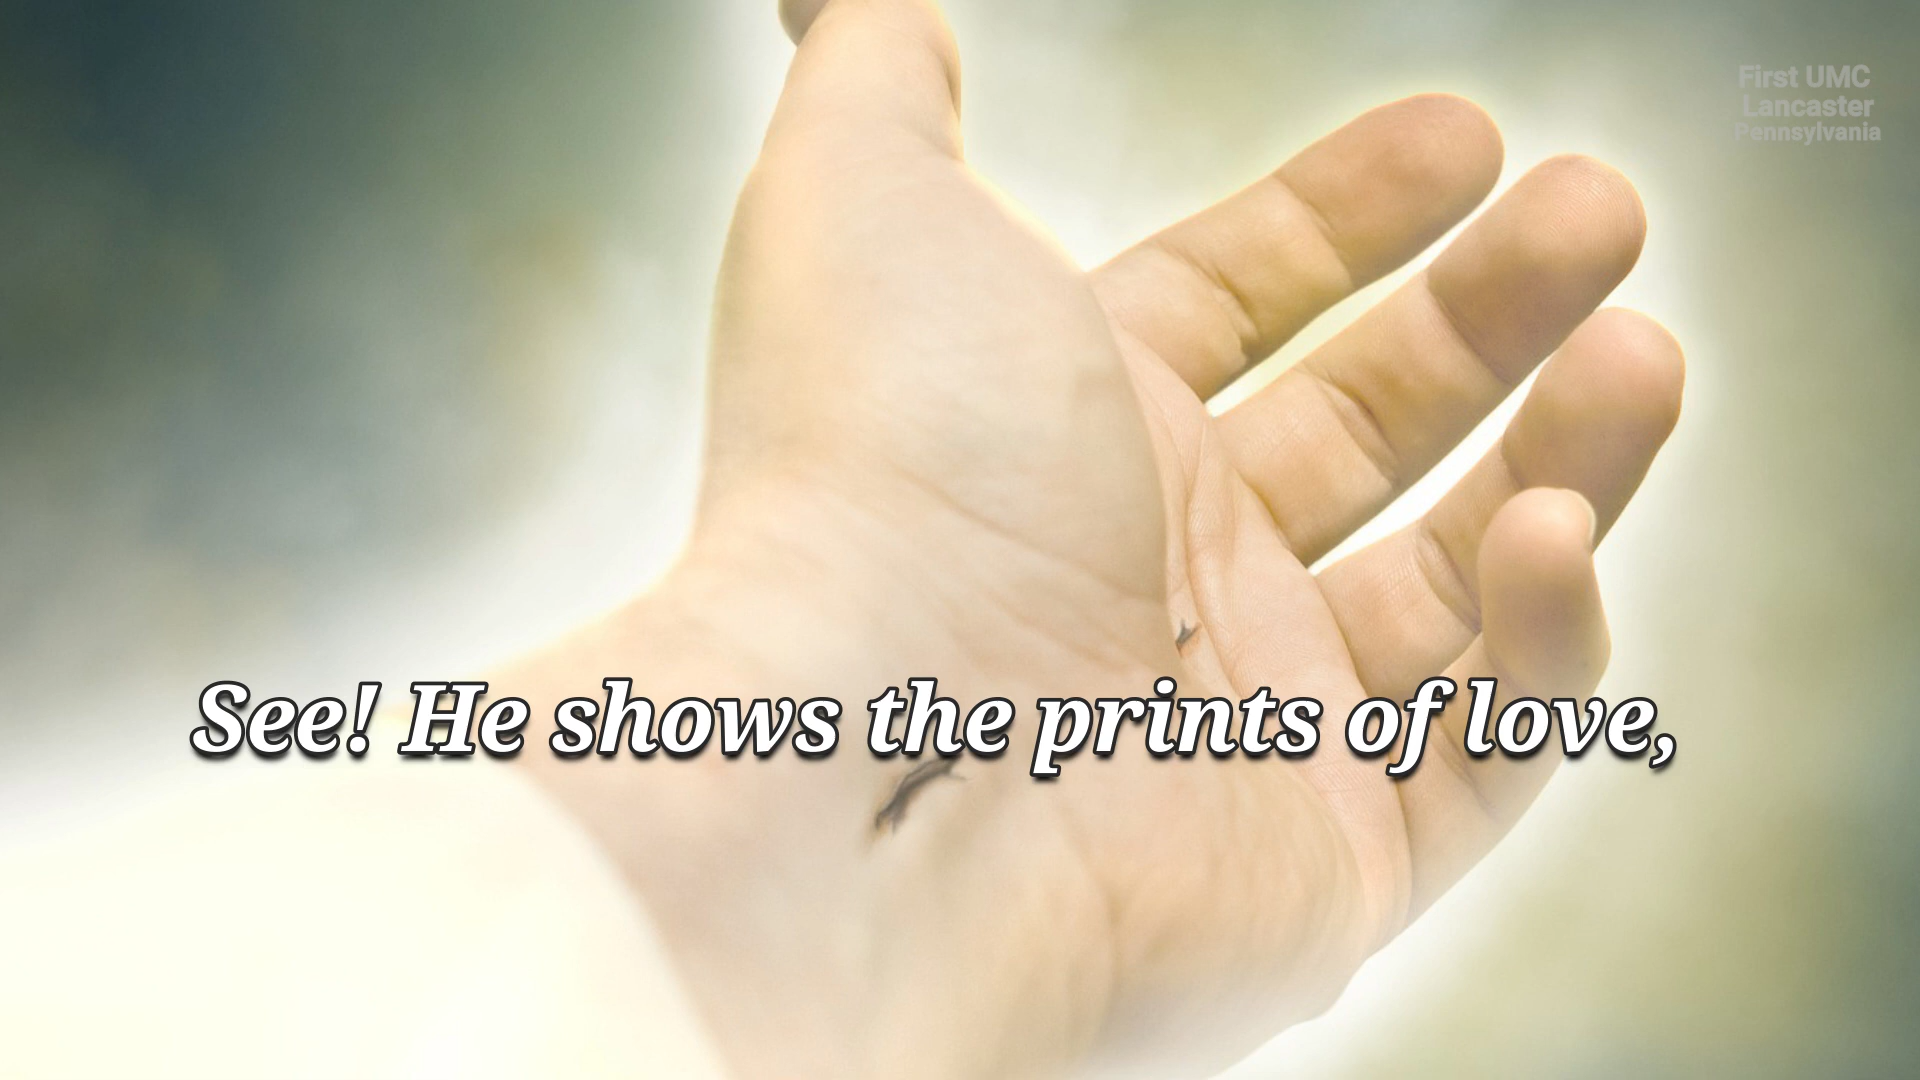 First UMC
Lancaster
Pennsylvania
See! He shows the prints of love,